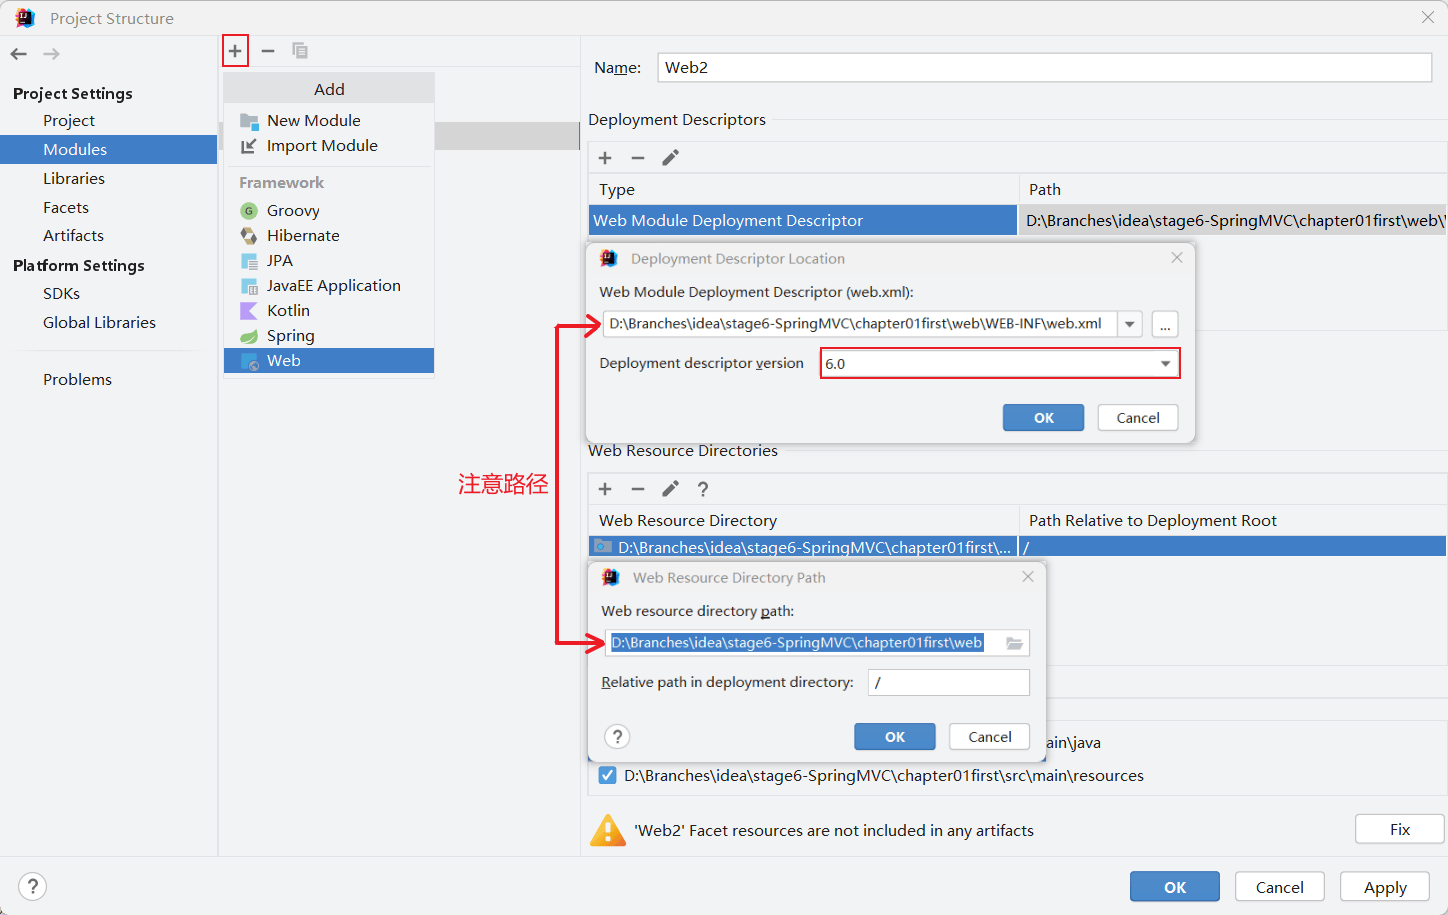 Project Structure
Project Settings
Project
Modules
Libraries
Facets
Artifacts
Platform Settings
SDKs
Global Libraries
Problems
Add
New Module
Import Module
Framework
Groovy
Hibernate
JPA
JavaEE Application
Kotlin
Spring
Web
注意路径
Name: Web2
Deployment Descriptors
Type Path
Web Module Deployment Descriptor D:\Branches\idea\stage6-SpringMVC\chapter01first\web\
Deployment Descriptor Location
Web Module Deployment Descriptor (web.xml):
D:\Branches\idea\stage6-SpringMVC\chapter01first\web\WEB-INF\web.xml ...
Deployment descriptor version 6.0
OK Cancel
Web Resource Directories
Web Resource Directory Path Relative to Deployment Root
D:\Branches\idea\stage6-SpringMVC\chapter01first\... /
Web Resource Directory Path
Web resource directory path:
D:\Branches\idea\stage6-SpringMVC\chapter01first\web
Relative path in deployment directory: /
? OK Cancel
ain\java
D:\Branches\idea\stage6-SpringMVC\chapter01first\src\main\resources
'Web2' Facet resources are not included in any artifacts Fix
? OK Cancel Apply